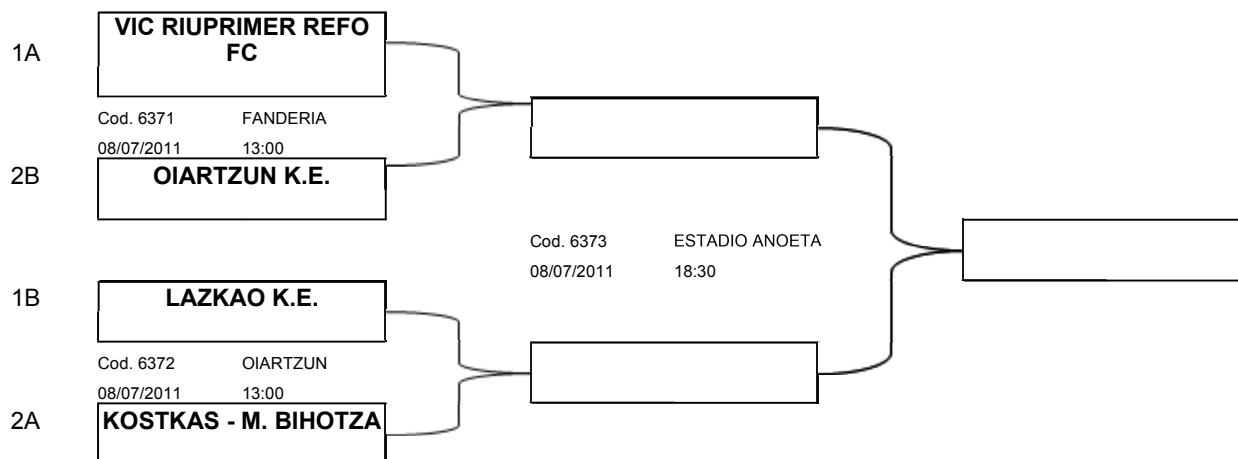 1A
VIC RIUPRIMER REFO
FC
Cod. 6371 FANDERIA
08/07/2011 13:00
2B
OIARTZUN K.E.
Cod. 6373 ESTADIO ANOETA
08/07/2011 18:30
1B
LAZKAO K.E.
Cod. 6372 OIARTZUN
08/07/2011 13:00
2A
KOSTKAS - M. BIHOTZA